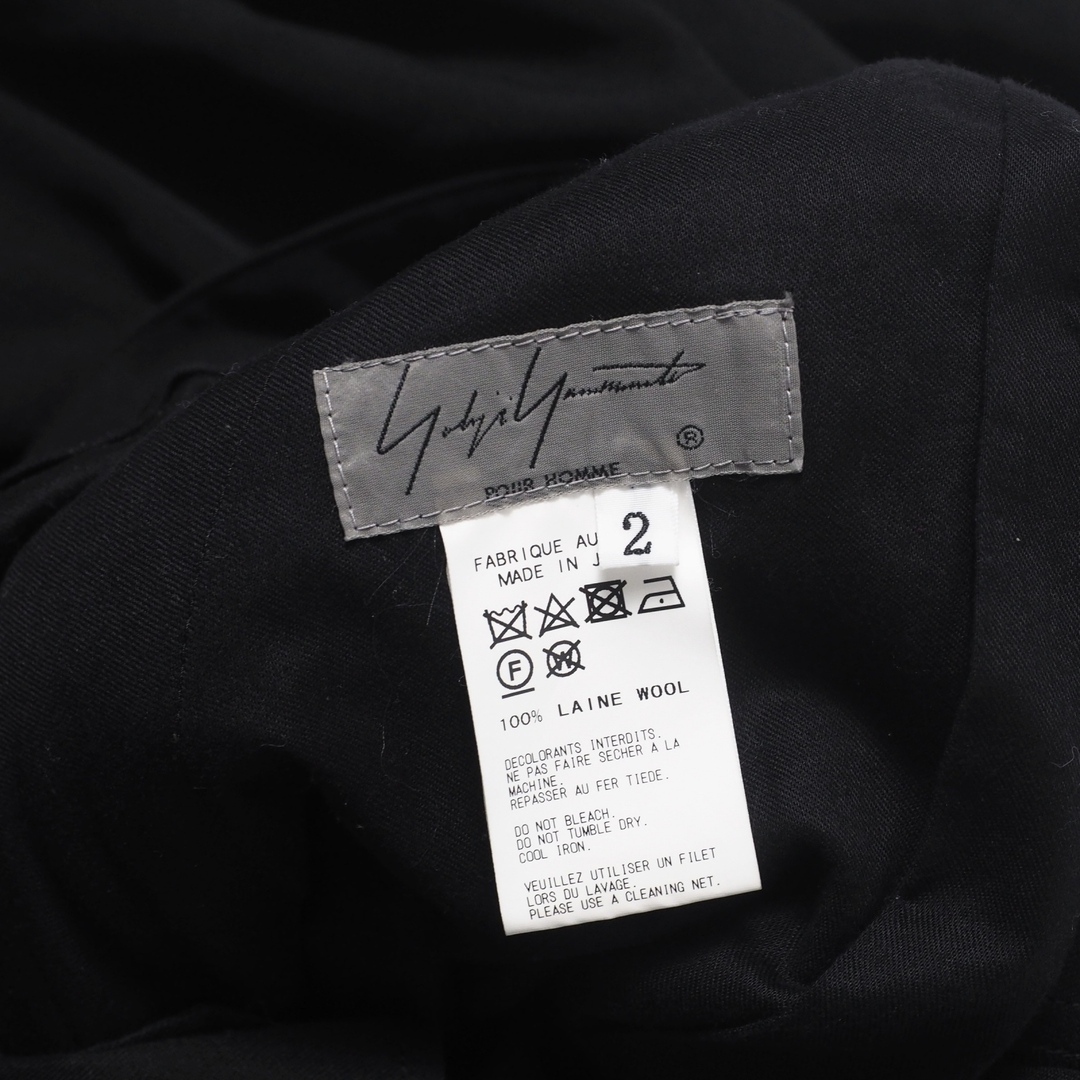 Yohji Yamamoto
®
POUR HOMME
2
FABRIQUE AU
MADE IN J
F
W
100% LAINE WOOL
DECOLORANTS INTERDITS.
NE PAS FAIRE SECHER A LA
MACHINE.
REPASSER AU FER TIEDE.
DO NOT BLEACH.
DO NOT TUMBLE DRY.
COOL IRON.
VEUILLEZ UTILISER UN FILET
LORS DU LAVAGE.
PLEASE USE A CLEANING NET.